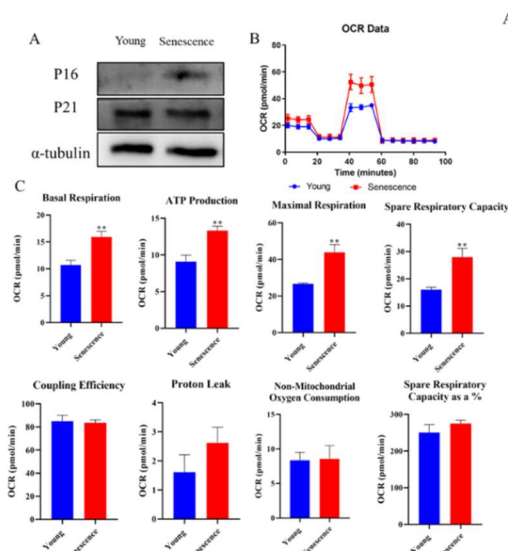 A
A
Young Senescence
P16
P21
α-tubulin
B
OCR Data
OCR (pmol/min)
80
60
40
20
0
0 20 40 60 80 100
Time (minutes)
Young Senescence
C
Basal Respiration
OCR (pmol/min)
20
15
10
5
0
**
Young
Senescence
ATP Production
OCR (pmol/min)
15
10
5
0
**
Young
Senescence
Maximal Respiration
OCR (pmol/min)
80
60
40
20
0
**
Young
Senescence
Spare Respiratory Capacity
OCR (pmol/min)
40
30
20
10
0
**
Young
Senescence
Coupling Efficiency
OCR (pmol/min)
100
80
60
40
20
0
Young
Senescence
Proton Leak
OCR (pmol/min)
4
3
2
1
0
Young
Senescence
Non-Mitochondrial
Oxygen Consumption
OCR (pmol/min)
15
10
5
0
Young
Senescence
Spare Respiratory
Capacity as a %
OCR (pmol/min)
300
200
100
0
Young
Senescence